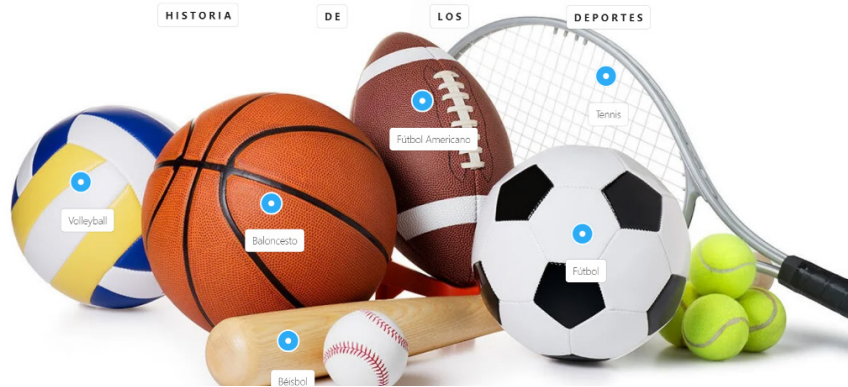 HISTORIA DE LOS DEPORTES
Tennis
Fútbol Americano
Volleyball
Baloncesto
Fútbol
Béisbol